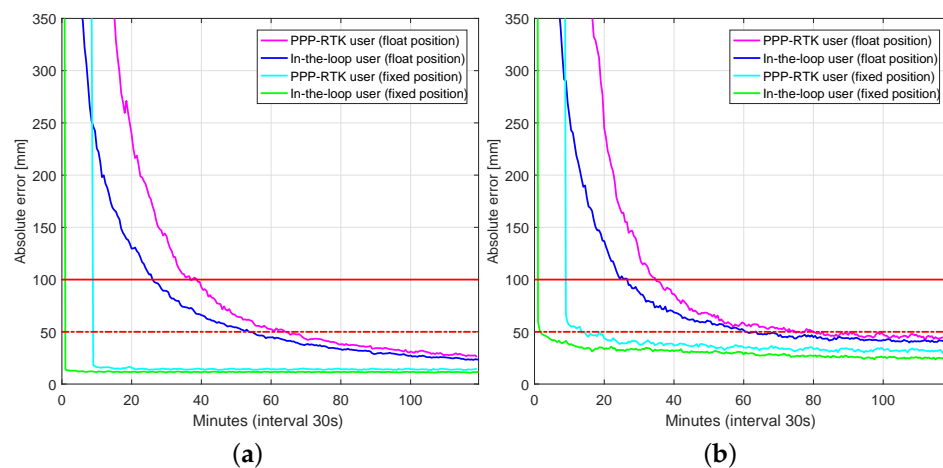 350
300
250
200
150
100
50
0
Absolute error [mm]
PPP-RTK user (float position)
In-the-loop user (float position)
PPP-RTK user (fixed position)
In-the-loop user (fixed position)
0 20 40 60 80 100
Minutes (interval 30s)
(a)
350
300
250
200
150
100
50
0
Absolute error [mm]
PPP-RTK user (float position)
In-the-loop user (float position)
PPP-RTK user (fixed position)
In-the-loop user (fixed position)
0 20 40 60 80 100
Minutes (interval 30s)
(b)